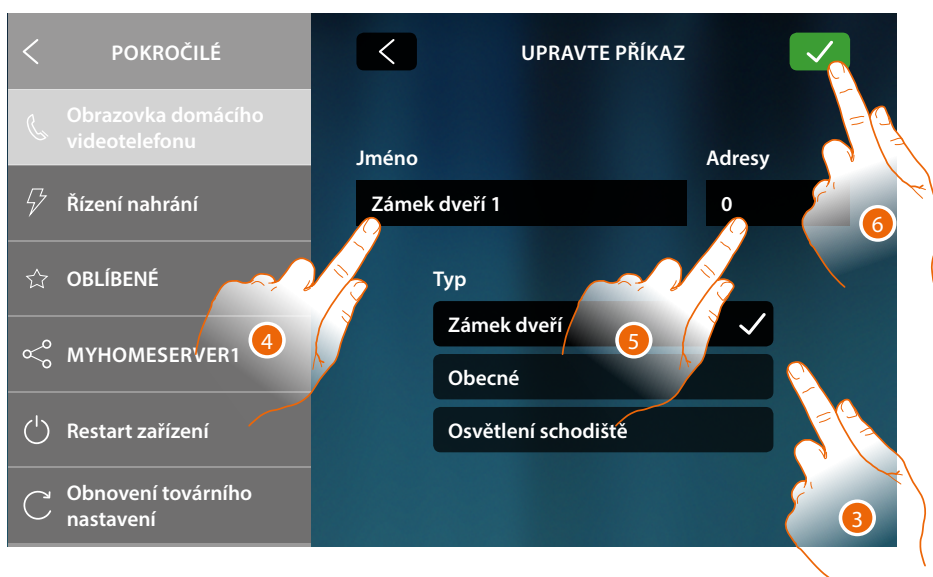 POKROČILÉ
Obrazovka domácího
videotelefonu
Řízení nahrání
OBLÍBENÉ
MYHOMESERVER1
Restart zařízení
Obnovení továrního
nastavení
UPRAVTE PŘÍKAZ
Jméno
Adresy
Zámek dveří 1
0
Typ
Zámek dveří
Obecné
Osvětlení schodiště
4
5
6
3